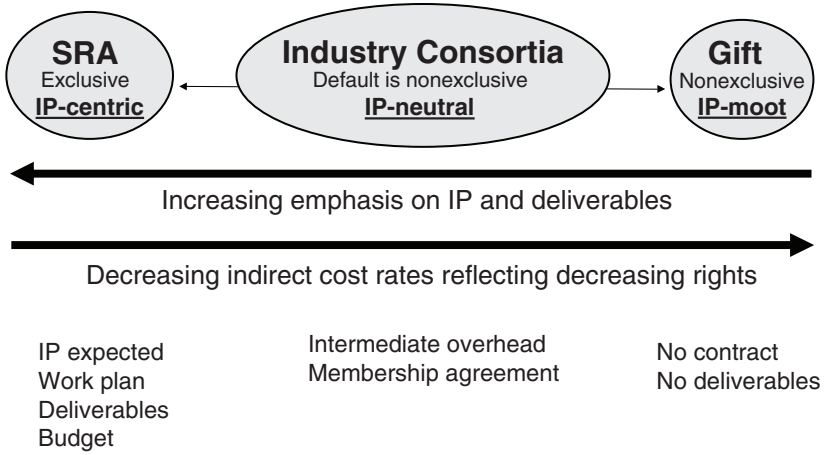 SRA
Exclusive
IP-centric
Industry Consortia
Default is nonexclusive
IP-neutral
Gift
Nonexclusive
IP-moot
Increasing emphasis on IP and deliverables
Decreasing indirect cost rates reflecting decreasing rights
IP expected
Work plan
Deliverables
Budget
Intermediate overhead
Membership agreement
No contract
No deliverables